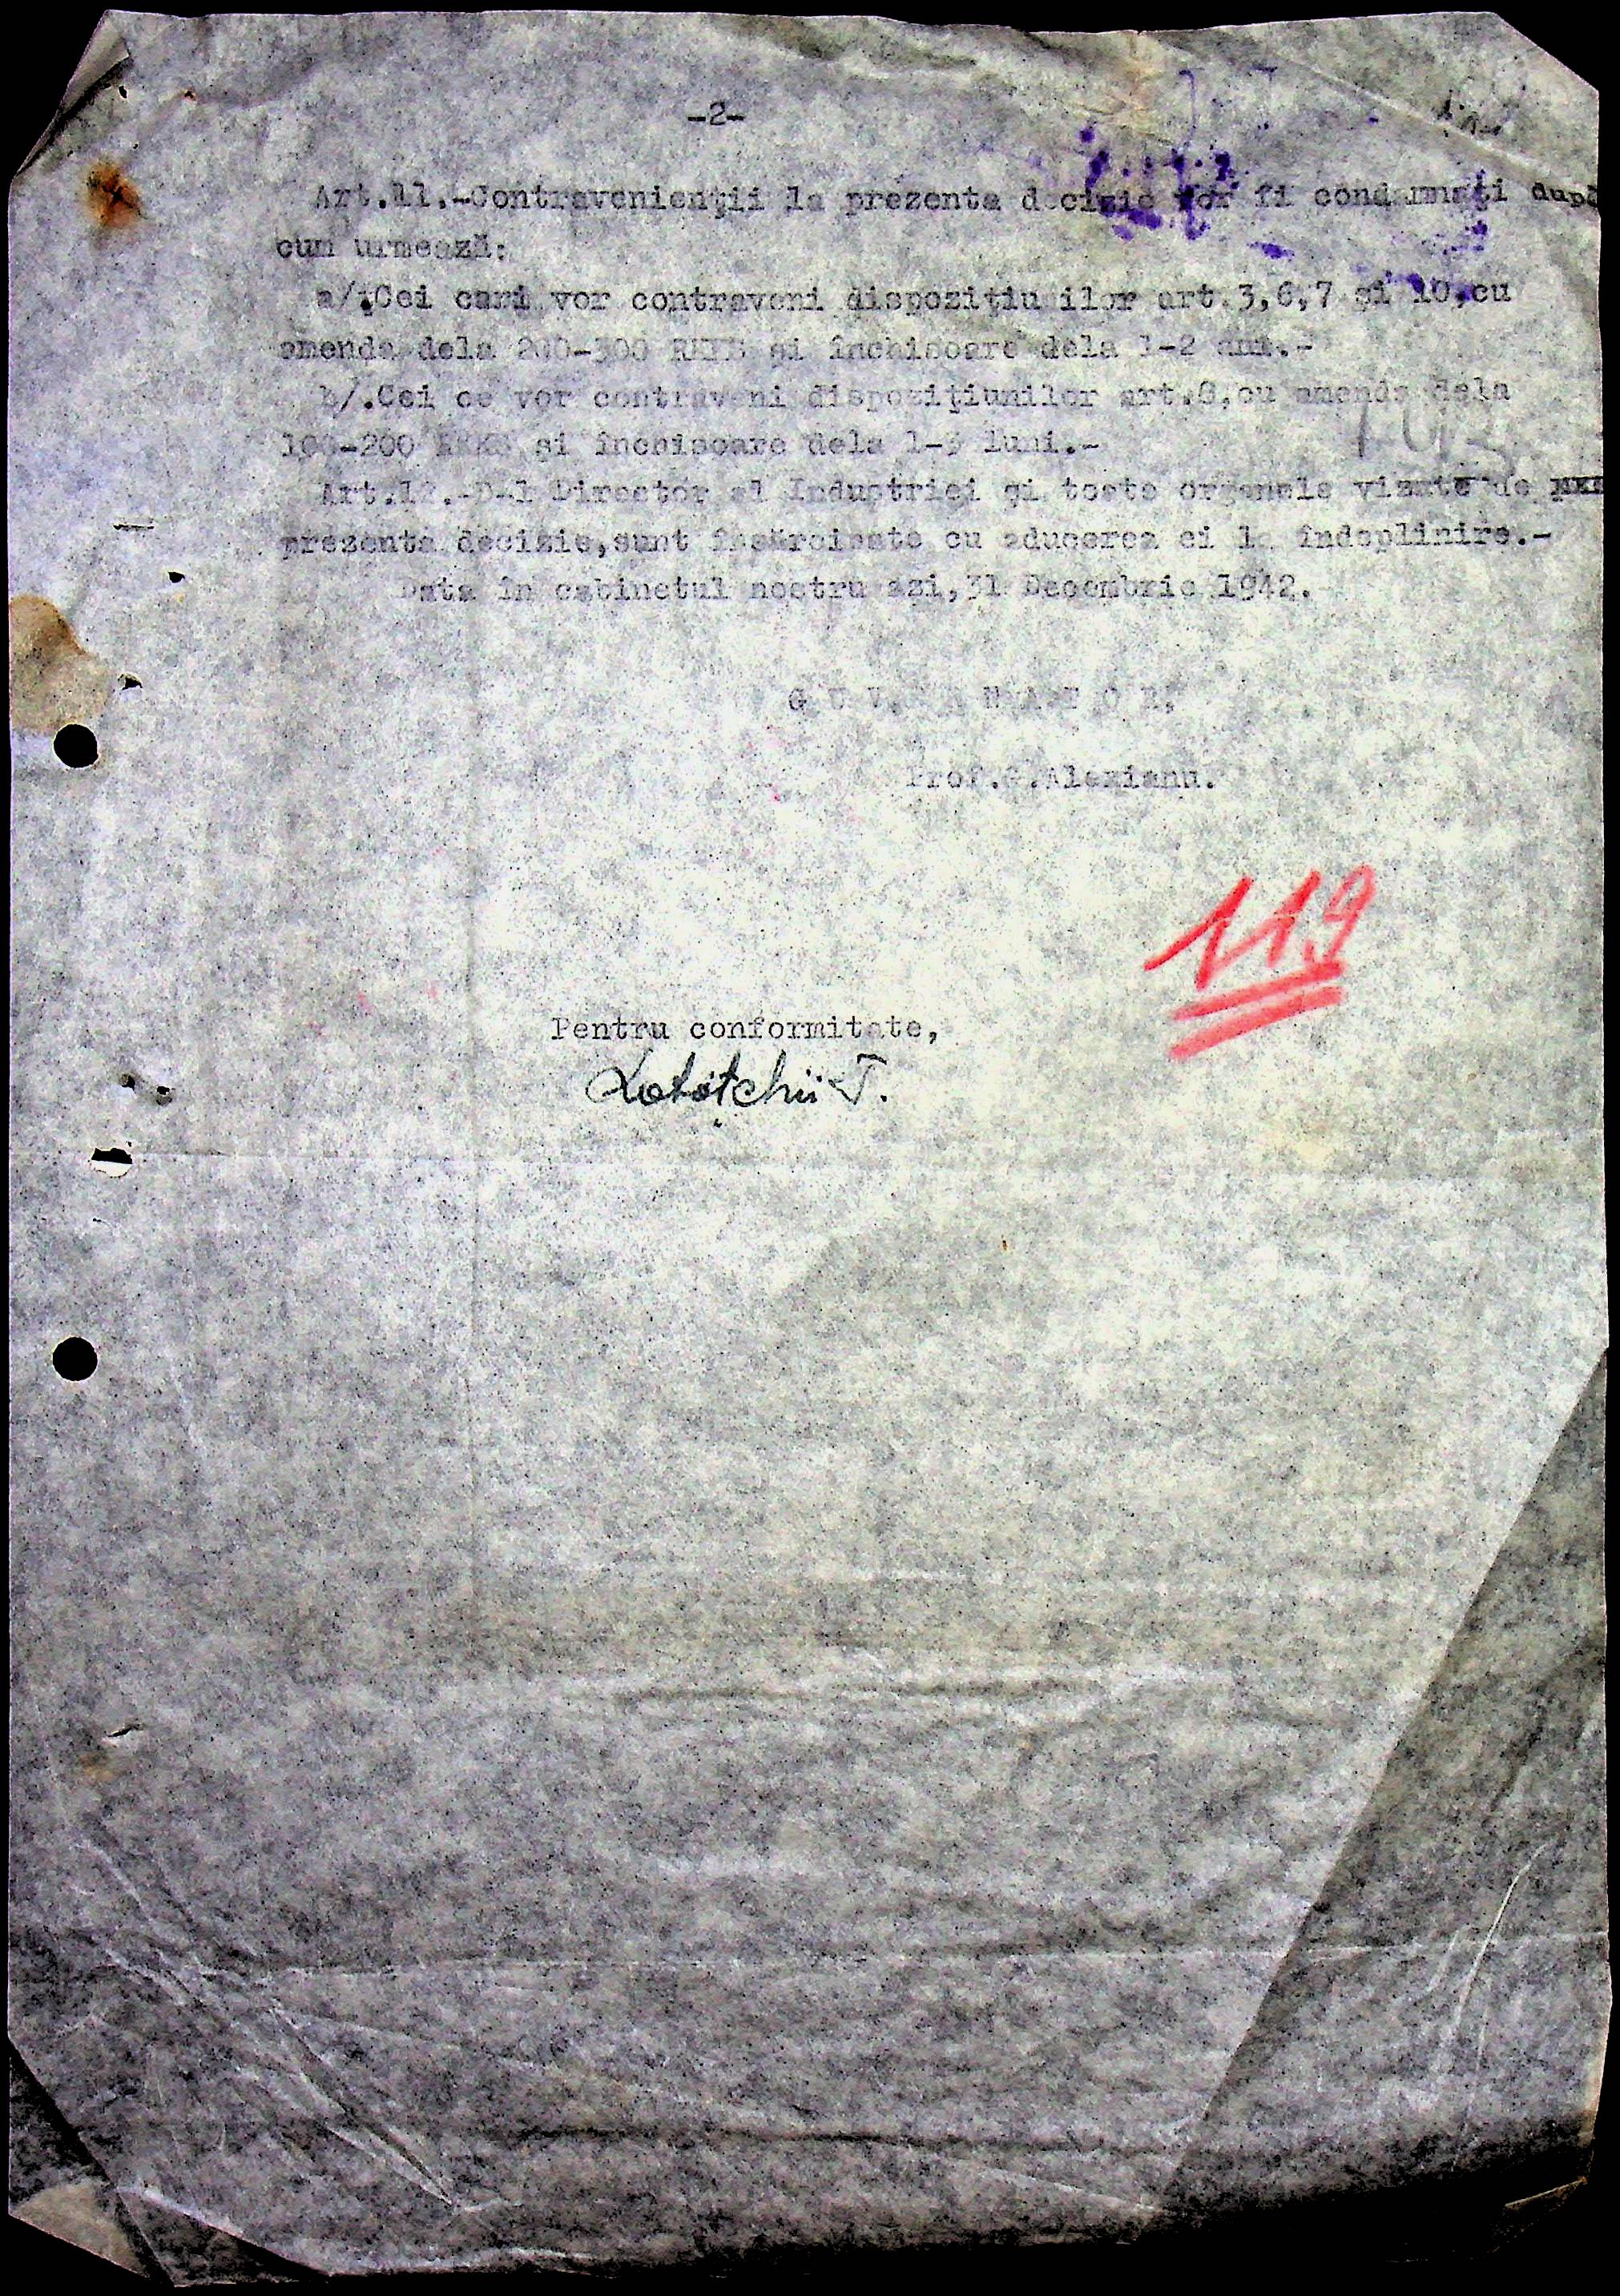 -2-
Art.11.-Contravenienţii la prezenta decizie vor fi condamnaţi după
cum urmează:
a/.Cei cari vor contraveni dispoziţiunilor art.3,6,7 şi 10,cu
amenda dela 200-300 RKKS şi închisoare dela 1-2 ani.-
b/.Cei ce vor contraveni dispoziţiunilor art. cu amenda dela
100-200 RKKS şi închisoare dela 1-3 luni.-
Art.12.-D-l Director al Industriei şi toate organele vizate de
prezenta decizie,sunt însărcinate cu aducerea ei la îndeplinire.-
Data în cabinetul nostru azi,31 Decembrie 1942.
G U V E R N A T O R,
Prof.G.Alexianu.
119
Pentru conformitate,